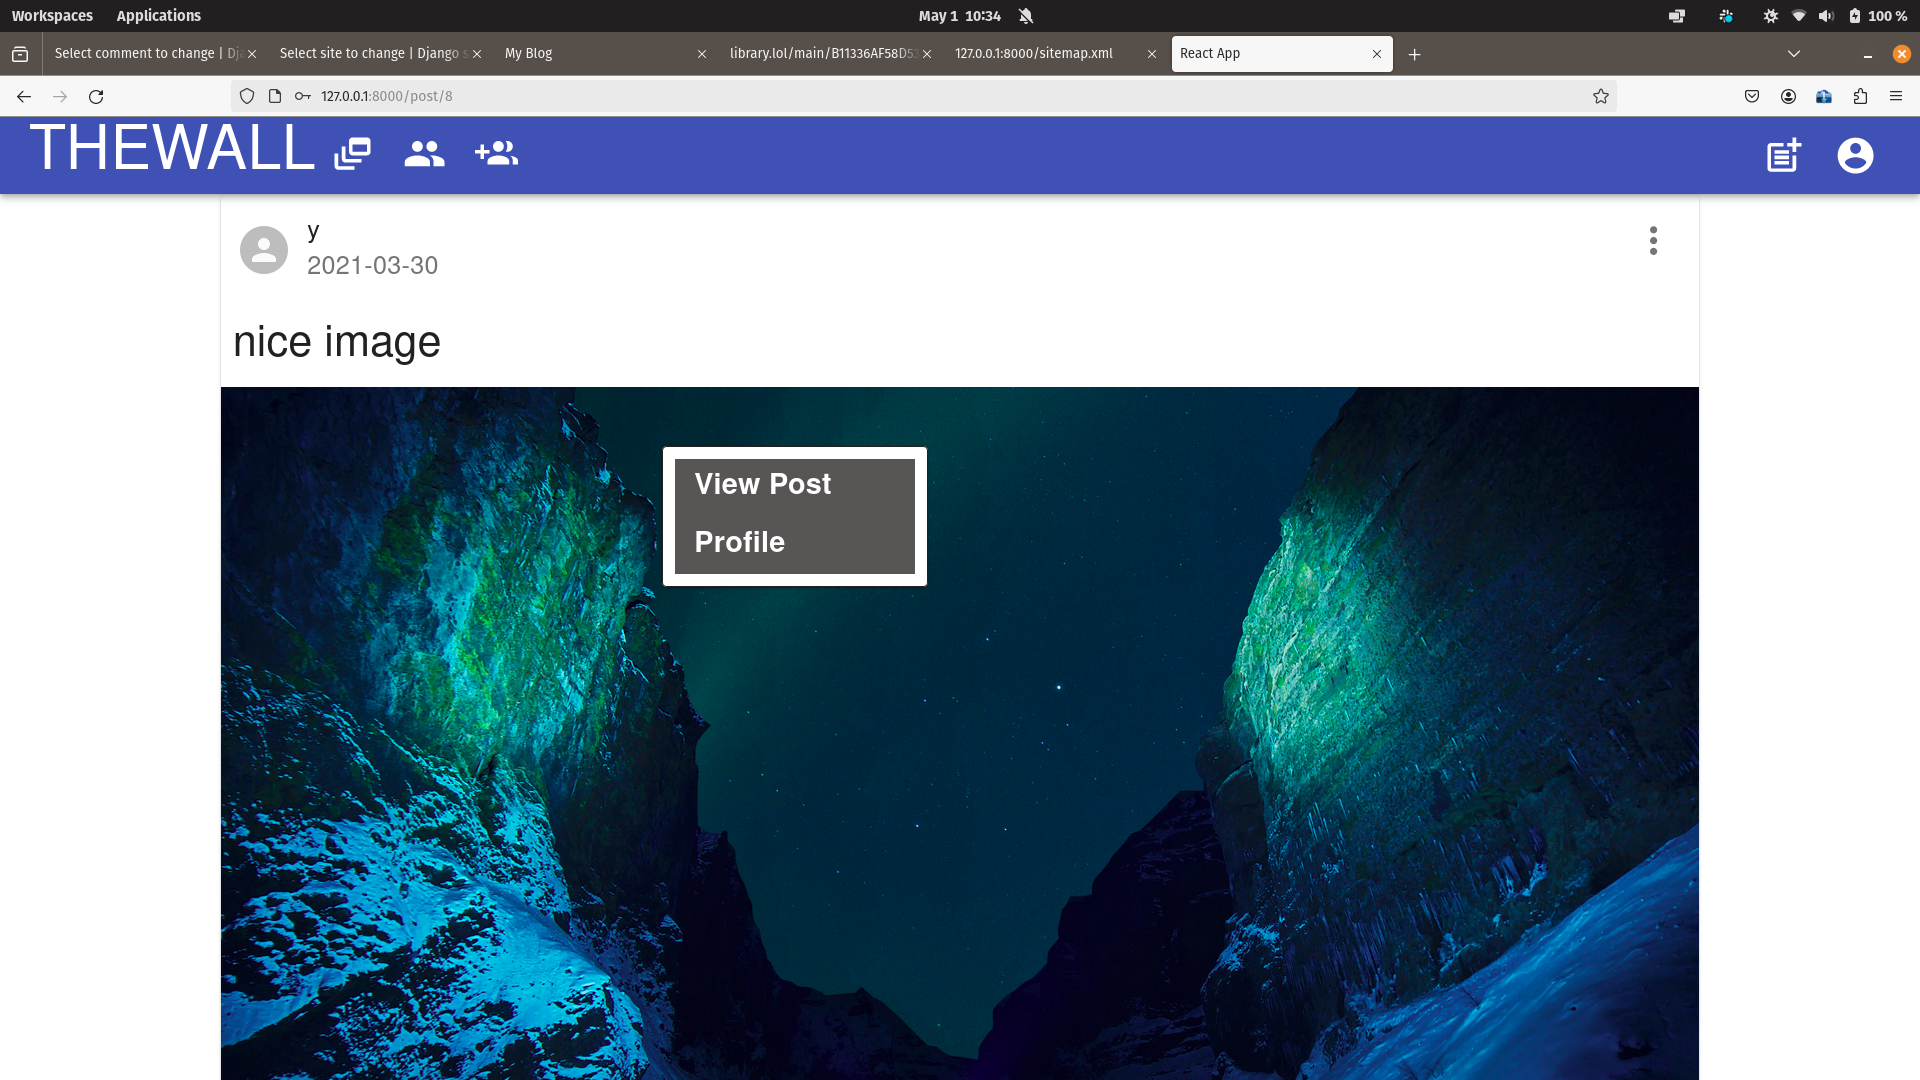 Workspaces Applications May 1 10:34 100 %
Select comment to change | Dj Select site to change | Django s My Blog library.lol/main/B11336AF58D53 127.0.0.1:8000/sitemap.xml React App
127.0.0.1:8000/post/8
THEWALL
y
2021-03-30
nice image
View Post
Profile